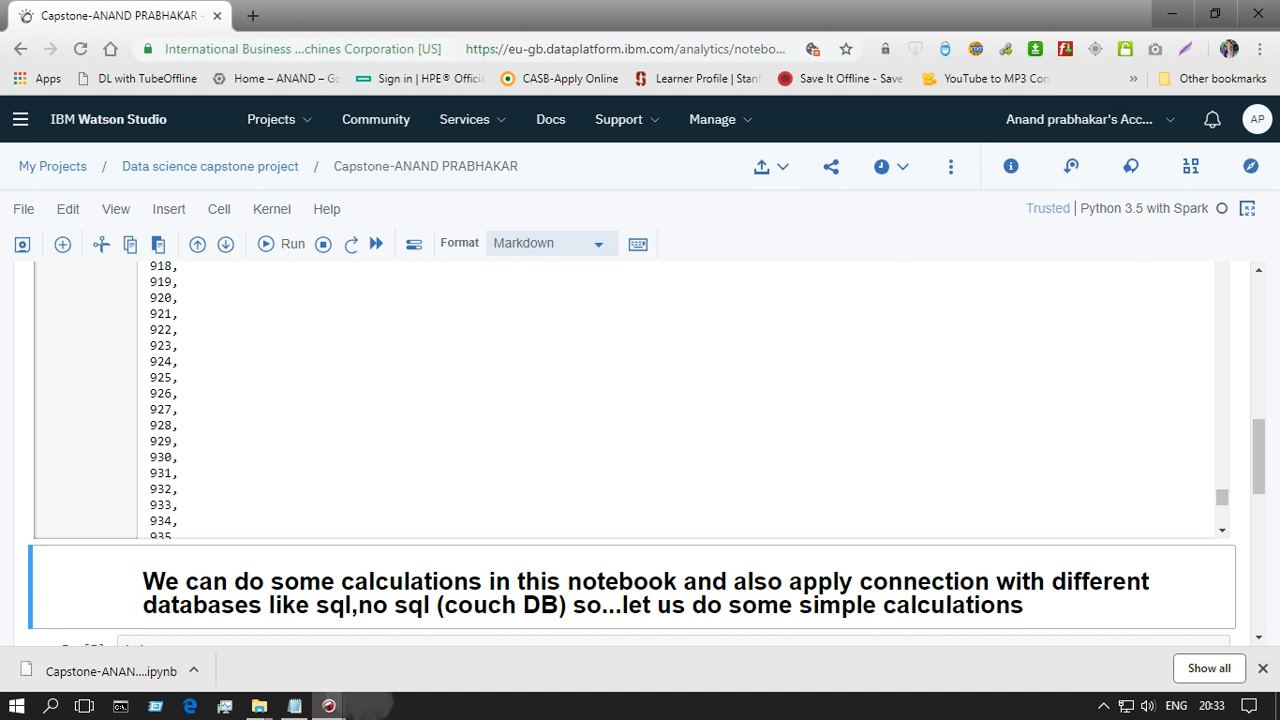 Capstone-ANAND PRABHAKAR -
International Business ...chines Corporation [US]
https://eu-gb.dataplatform.ibm.com/analytics/notebo...
Apps
DL with TubeOffline
Home – ANAND – Go
Sign in | HPE® Officia
CASB-Apply Online
Learner Profile | Stanf
Save It Offline - Save
YouTube to MP3 Con
»
Other bookmarks
IBM Watson Studio
Projects
Community
Services
Docs
Support
Manage
Anand prabhakar's Acc...
AP
My Projects / Data science capstone project / Capstone-ANAND PRABHAKAR
File
Edit
View
Insert
Cell
Kernel
Help
Trusted | Python 3.5 with Spark
Run
Format
Markdown
918,
919,
920,
921,
922,
923,
924,
925,
926,
927,
928,
929,
930,
931,
932,
933,
934,
935
We can do some calculations in this notebook and also apply connection with different
databases like sql,no sql (couch DB) so...let us do some simple calculations
Capstone-ANAN....ipynb
Show all
ENG
20:33